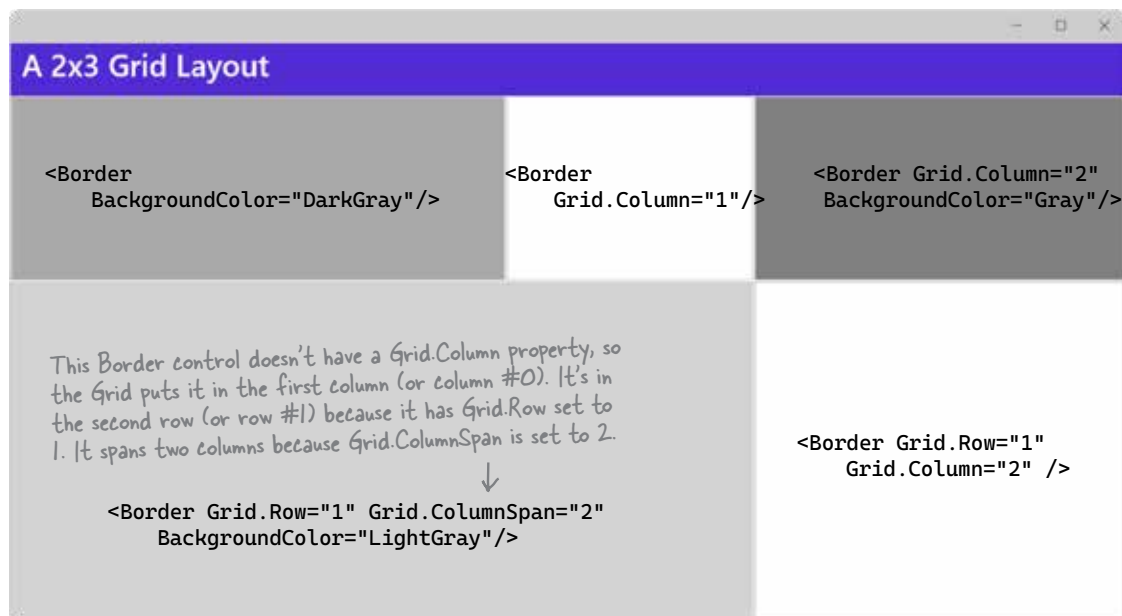 A 2x3 Grid Layout
<Border
BackgroundColor="DarkGray"/>
<Border
Grid.Column="1"/>
<Border Grid.Column="2"
BackgroundColor="Gray"/>
This Border control doesn't have a Grid.Column property, so
the Grid puts it in the first column (or column #0). It's in
the second row (or row #1) because it has Grid.Row set to
1. It spans two columns because Grid.ColumnSpan is set to 2.
<Border Grid.Row="1" Grid.ColumnSpan="2"
BackgroundColor="LightGray"/>
<Border Grid.Row="1"
Grid.Column="2" />